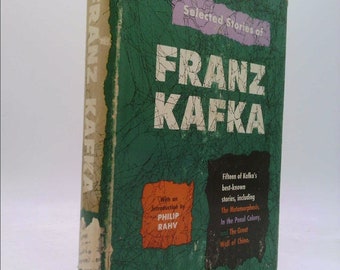 Selected Stories of
FRANZ
KAFKA
Fifteen of Kafka's
best-known
stories, including
The Metamorphosis
In the Penal Colony,
The Great
Wall of China.
With an
Introduction by
PHILIP
RAHV
FRANZ KAFKA